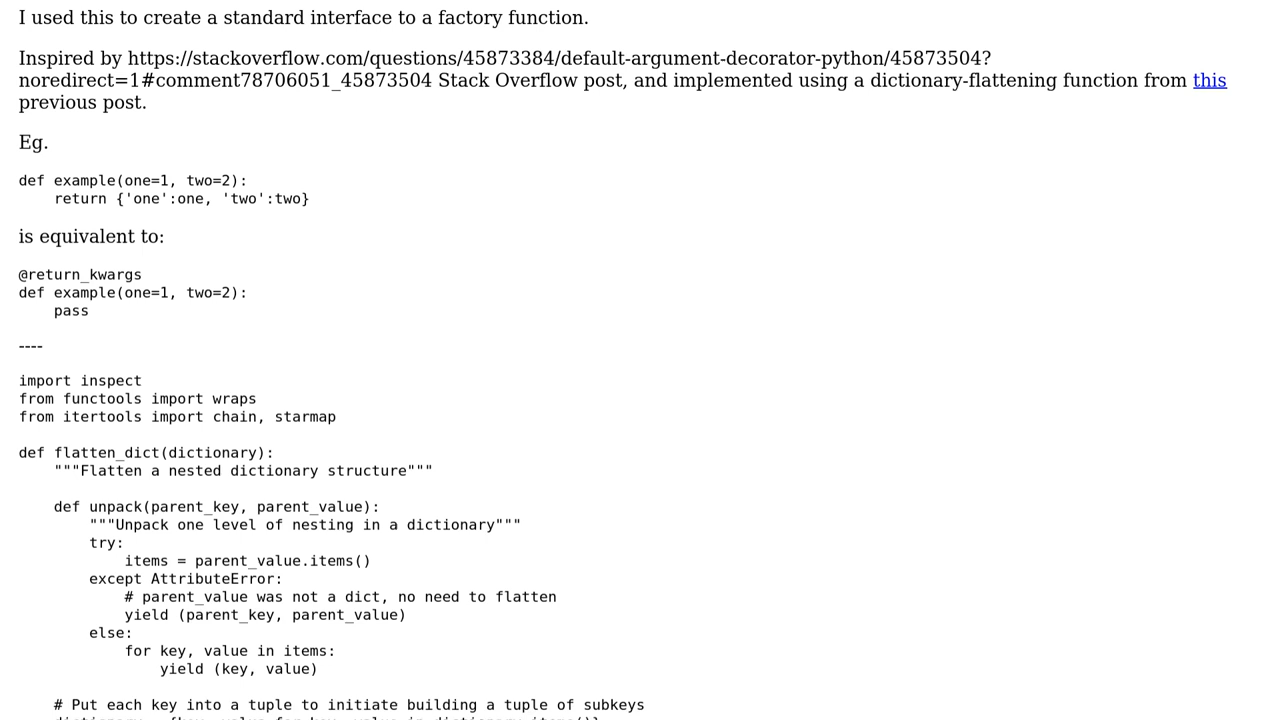 I used this to create a standard interface to a factory function.
Inspired by https://stackoverflow.com/questions/45873384/default-argument-decorator-python/45873504?
noredirect=1#comment78706051_45873504 Stack Overflow post, and implemented using a dictionary-flattening function from this
previous post.
Eg.
def example(one=1, two=2):
    return {'one':one, 'two':two}
is equivalent to:
@return_kwargs
def example(one=1, two=2):
    pass
----
import inspect
from functools import wraps
from itertools import chain, starmap
def flatten_dict(dictionary):
    """Flatten a nested dictionary structure"""
    def unpack(parent_key, parent_value):
        """Unpack one level of nesting in a dictionary"""
        try:
            items = parent_value.items()
        except AttributeError:
            # parent_value was not a dict, no need to flatten
            yield (parent_key, parent_value)
        else:
            for key, value in items:
                yield (key, value)
    # Put each key into a tuple to initiate building a tuple of subkeys